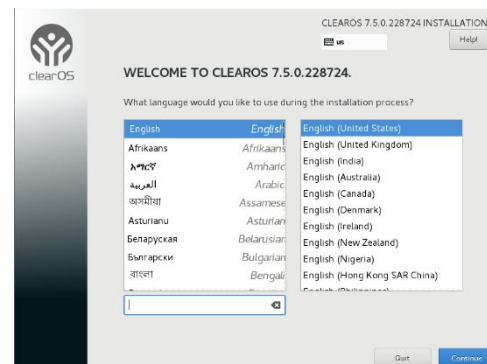 clearOS
CLEAROS 7.5.0.228724 INSTALLATION
us
Help!
WELCOME TO CLEAROS 7.5.0.228724.
What language would you like to use during the installation process?
English English
Afrikaans Afrikaans
አማርኛ Amharic
العربية Arabic
অসমীয়া Assamese
Asturianu Asturian
Беларуская Belarusian
Български Bulgarian
বাংলা Bengali
English (United States)
English (United Kingdom)
English (India)
English (Australia)
English (Canada)
English (Denmark)
English (Ireland)
English (New Zealand)
English (Nigeria)
English (Hong Kong SAR China)
English (Philippines)
Quit
Continue